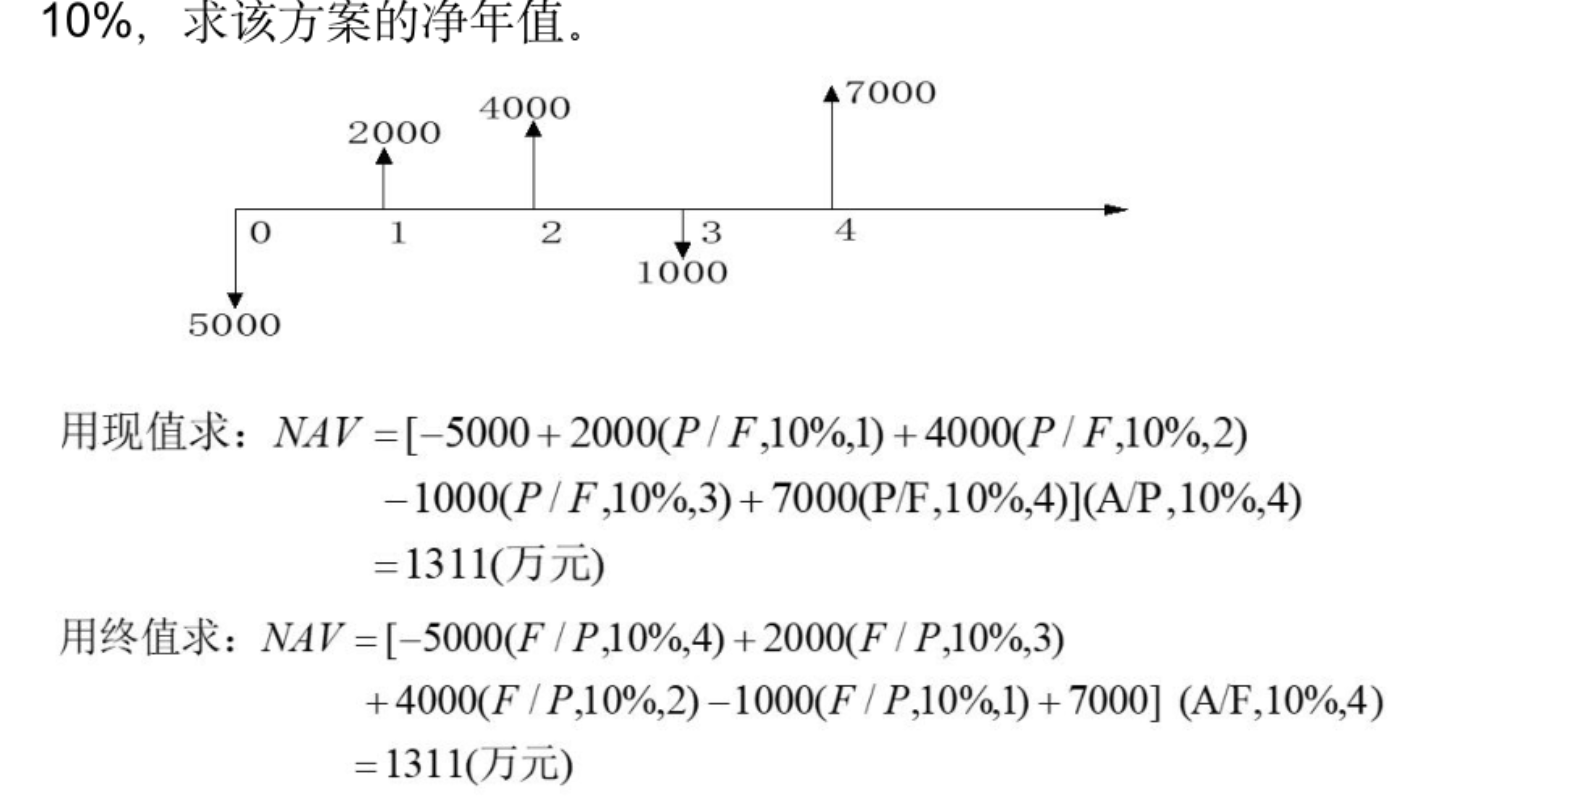 10%，求该方案的净年值。
7000
4000
2000
0 1 2 3 4
1000
5000
用现值求：NAV =[−5000+2000(P/F,10%,1)+4000(P/F,10%,2)
−1000(P/F,10%,3)+7000(P/F,10%,4)](A/P,10%,4)
=1311(万元)
用终值求：NAV =[−5000(F/P,10%,4)+2000(F/P,10%,3)
+4000(F/P,10%,2)−1000(F/P,10%,1)+7000] (A/F,10%,4)
=1311(万元)